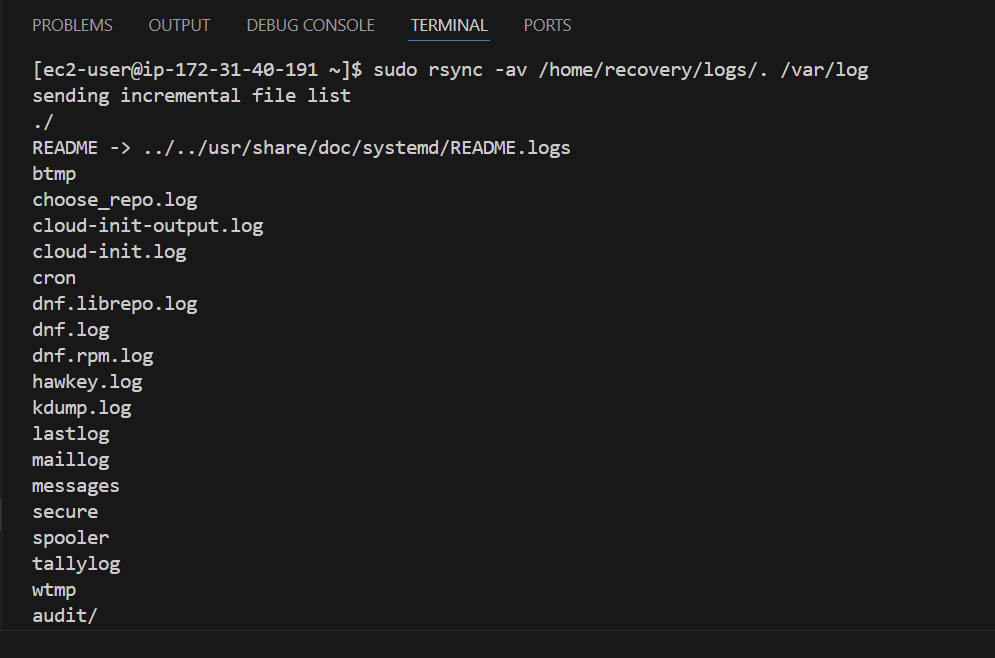 PROBLEMS OUTPUT DEBUG CONSOLE TERMINAL PORTS
[ec2-user@ip-172-31-40-191 ~]$ sudo rsync -av /home/recovery/logs/. /var/log
sending incremental file list
./
README -> ../../usr/share/doc/systemd/README.logs
btmp
choose_repo.log
cloud-init-output.log
cloud-init.log
cron
dnf.librepo.log
dnf.log
dnf.rpm.log
hawkey.log
kdump.log
lastlog
maillog
messages
secure
spooler
tallylog
wtmp
audit/